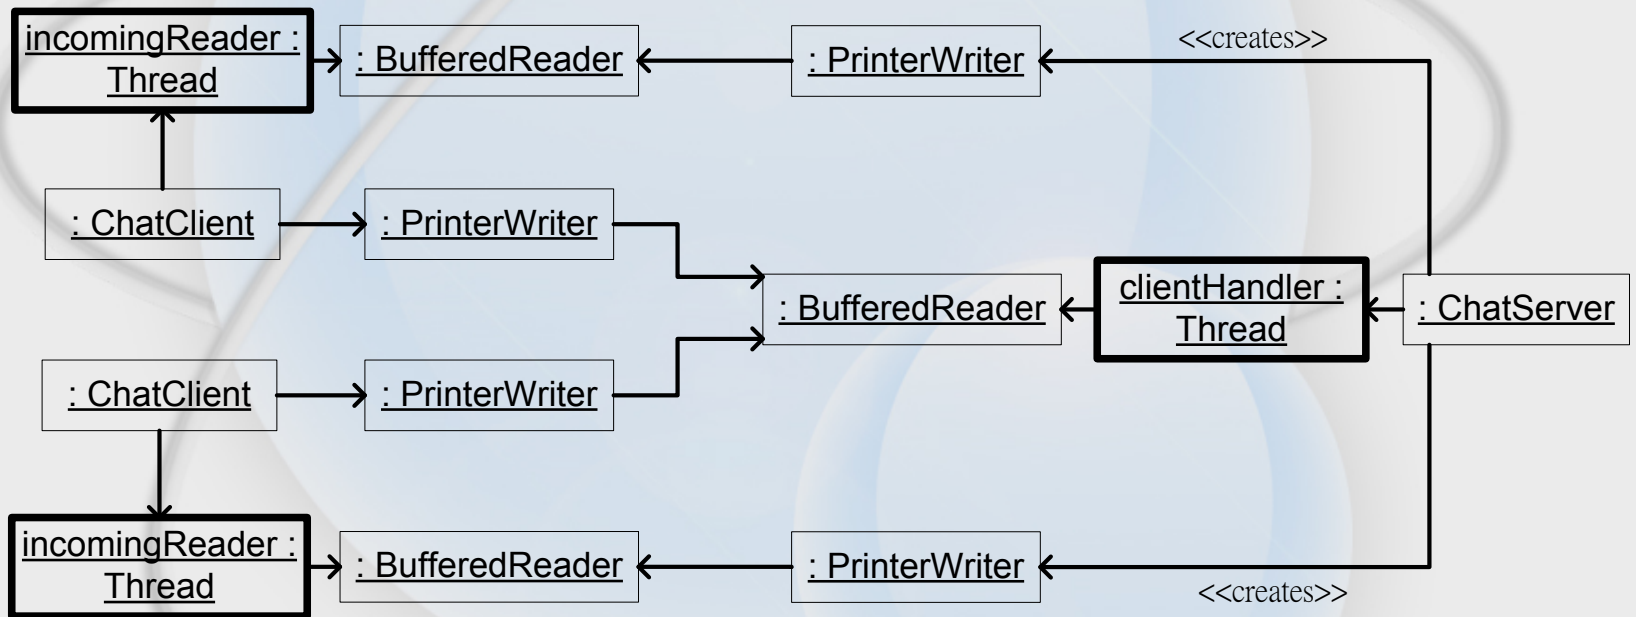 incomingReader :
Thread
: BufferedReader
: PrinterWriter
<<creates>>
: ChatClient
: PrinterWriter
: BufferedReader
clientHandler :
Thread
: ChatServer
: ChatClient
: PrinterWriter
incomingReader :
Thread
: BufferedReader
: PrinterWriter
<<creates>>